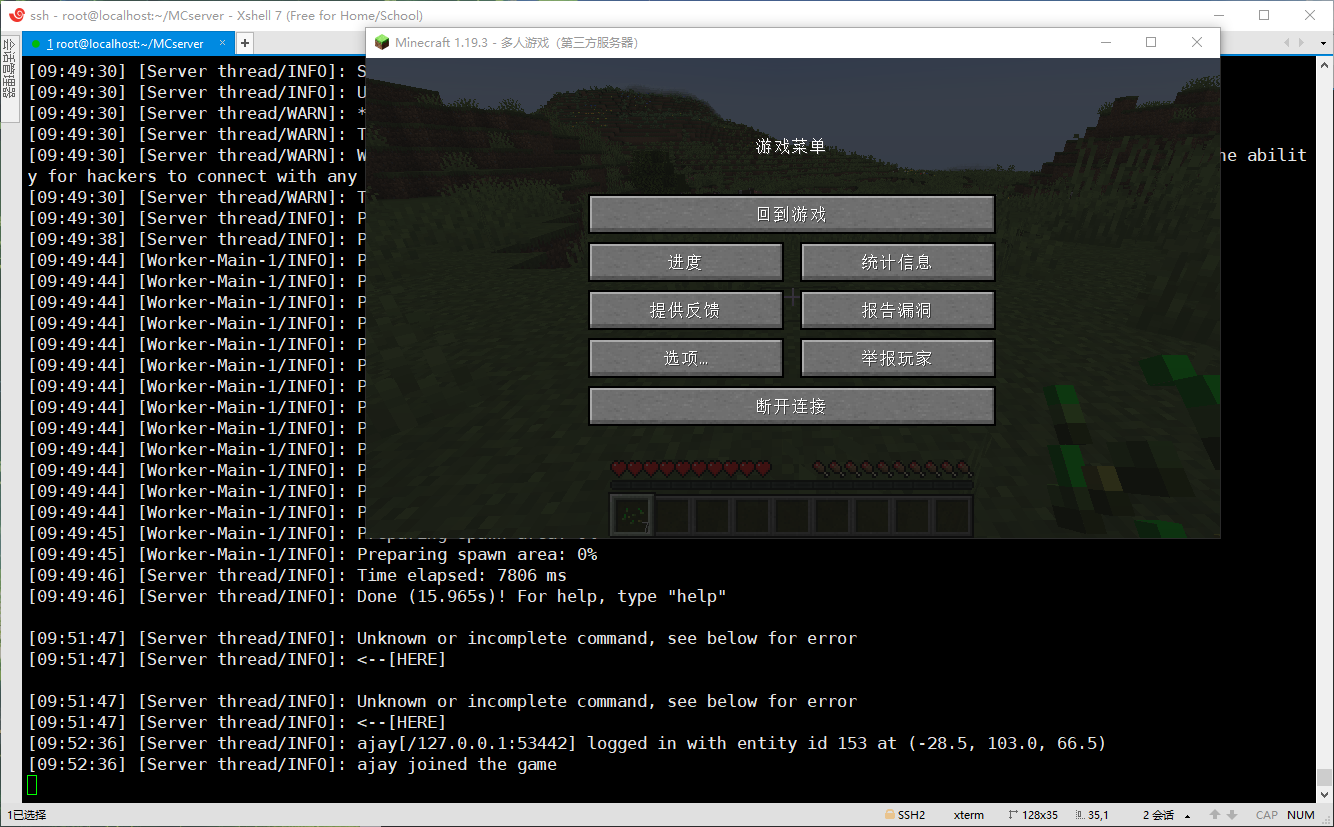 ssh - root@localhost:~/MCserver - Xshell 7 (Free for Home/School)
会话管理器
1 root@localhost:~/MCserver × +
Minecraft 1.19.3 - 多人游戏（第三方服务器）
[09:49:30] [Server thread/INFO]: S
[09:49:30] [Server thread/INFO]: U
[09:49:30] [Server thread/WARN]: *
[09:49:30] [Server thread/WARN]: T
[09:49:30] [Server thread/WARN]: W
ne abilit
y for hackers to connect with any
[09:49:30] [Server thread/WARN]: T
[09:49:30] [Server thread/INFO]: P
[09:49:38] [Server thread/INFO]: P
[09:49:44] [Worker-Main-1/INFO]: P
[09:49:44] [Worker-Main-1/INFO]: P
[09:49:44] [Worker-Main-1/INFO]: P
[09:49:44] [Worker-Main-1/INFO]: P
[09:49:44] [Worker-Main-1/INFO]: P
[09:49:44] [Worker-Main-1/INFO]: P
[09:49:44] [Worker-Main-1/INFO]: P
[09:49:44] [Worker-Main-1/INFO]: P
[09:49:44] [Worker-Main-1/INFO]: P
[09:49:44] [Worker-Main-1/INFO]: P
[09:49:44] [Worker-Main-1/INFO]: P
[09:49:44] [Worker-Main-1/INFO]: P
[09:49:44] [Worker-Main-1/INFO]: P
[09:49:45] [Worker-Main-1/INFO]: Preparing spawn area: 0%
[09:49:45] [Worker-Main-1/INFO]: Preparing spawn area: 0%
[09:49:46] [Server thread/INFO]: Time elapsed: 7806 ms
[09:49:46] [Server thread/INFO]: Done (15.965s)! For help, type "help"
[09:51:47] [Server thread/INFO]: Unknown or incomplete command, see below for error
[09:51:47] [Server thread/INFO]: <--[HERE]
[09:51:47] [Server thread/INFO]: Unknown or incomplete command, see below for error
[09:51:47] [Server thread/INFO]: <--[HERE]
[09:52:36] [Server thread/INFO]: ajay[/127.0.0.1:53442] logged in with entity id 153 at (-28.5, 103.0, 66.5)
[09:52:36] [Server thread/INFO]: ajay joined the game
游戏菜单
回到游戏
进度 统计信息
提供反馈 报告漏洞
选项... 举报玩家
断开连接
7
1已选择 SSH2 xterm 128x35 35,1 2 会话 CAP NUM